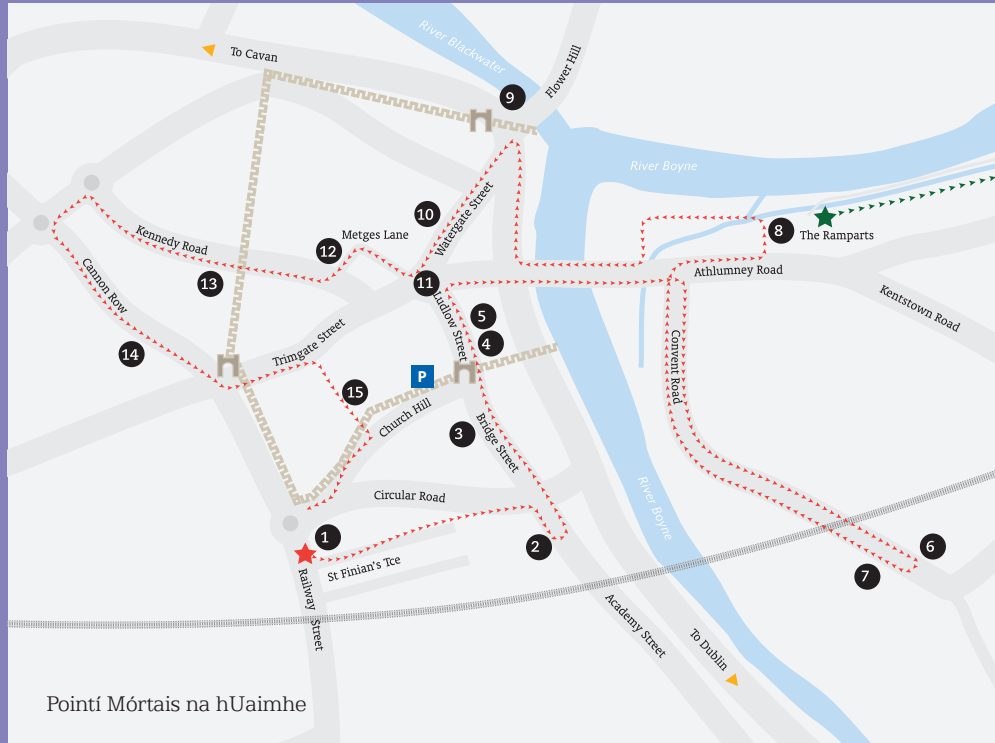 To Cavan
River Blackwater
Flower Hill
9
River Boyne
10
Watergate Street
8
The Ramparts
Kennedy Road
12
Metges Lane
Athlumney Road
13
11
Cannon Row
Ludlow Street
5
4
Kentstown Road
14
Trimgate Street
P
15
Church Hill
Convent Road
3
Bridge Street
Circular Road
River Boyne
1
2
6
7
St Finian's Tce
Railway Street
Academy Street
To Dublin
Pointí Mórtais na hUaimhe